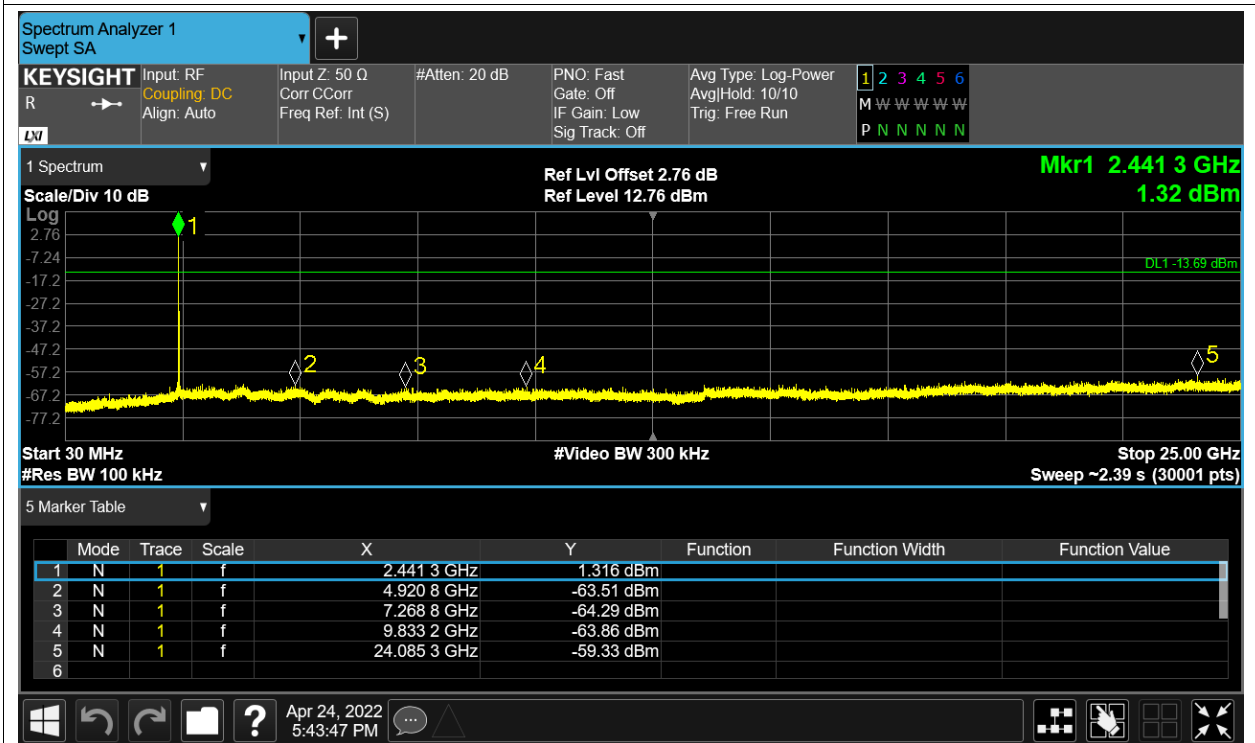 Spectrum Analyzer 1
Swept SA
KEYSIGHT
R
LXI
Input: RF
Coupling: DC
Align: Auto
Input Z: 50 Ω
Corr CCorr
Freq Ref: Int (S)
#Atten: 20 dB
PNO: Fast
Gate: Off
IF Gain: Low
Sig Track: Off
Avg Type: Log-Power
Avg|Hold: 10/10
Trig: Free Run
1 2 3 4 5 6
M W W W W W
P N N N N N
1 Spectrum
Scale/Div 10 dB
Ref Lvl Offset 2.76 dB
Ref Level 12.76 dBm
Mkr1 2.441 3 GHz
1.32 dBm
Log
2.76
-7.24
-17.2
-27.2
-37.2
-47.2
-57.2
-67.2
-77.2
1
DL1 -13.69 dBm
2
3
4
5
Start 30 MHz
#Video BW 300 kHz
Stop 25.00 GHz
#Res BW 100 kHz
Sweep ~2.39 s (30001 pts)
5 Marker Table
Mode Trace Scale X Y Function Function Width Function Value
1 N 1 f 2.441 3 GHz 1.316 dBm
2 N 1 f 4.920 8 GHz -63.51 dBm
3 N 1 f 7.268 8 GHz -64.29 dBm
4 N 1 f 9.833 2 GHz -63.86 dBm
5 N 1 f 24.085 3 GHz -59.33 dBm
6
?
Apr 24, 2022
5:43:47 PM